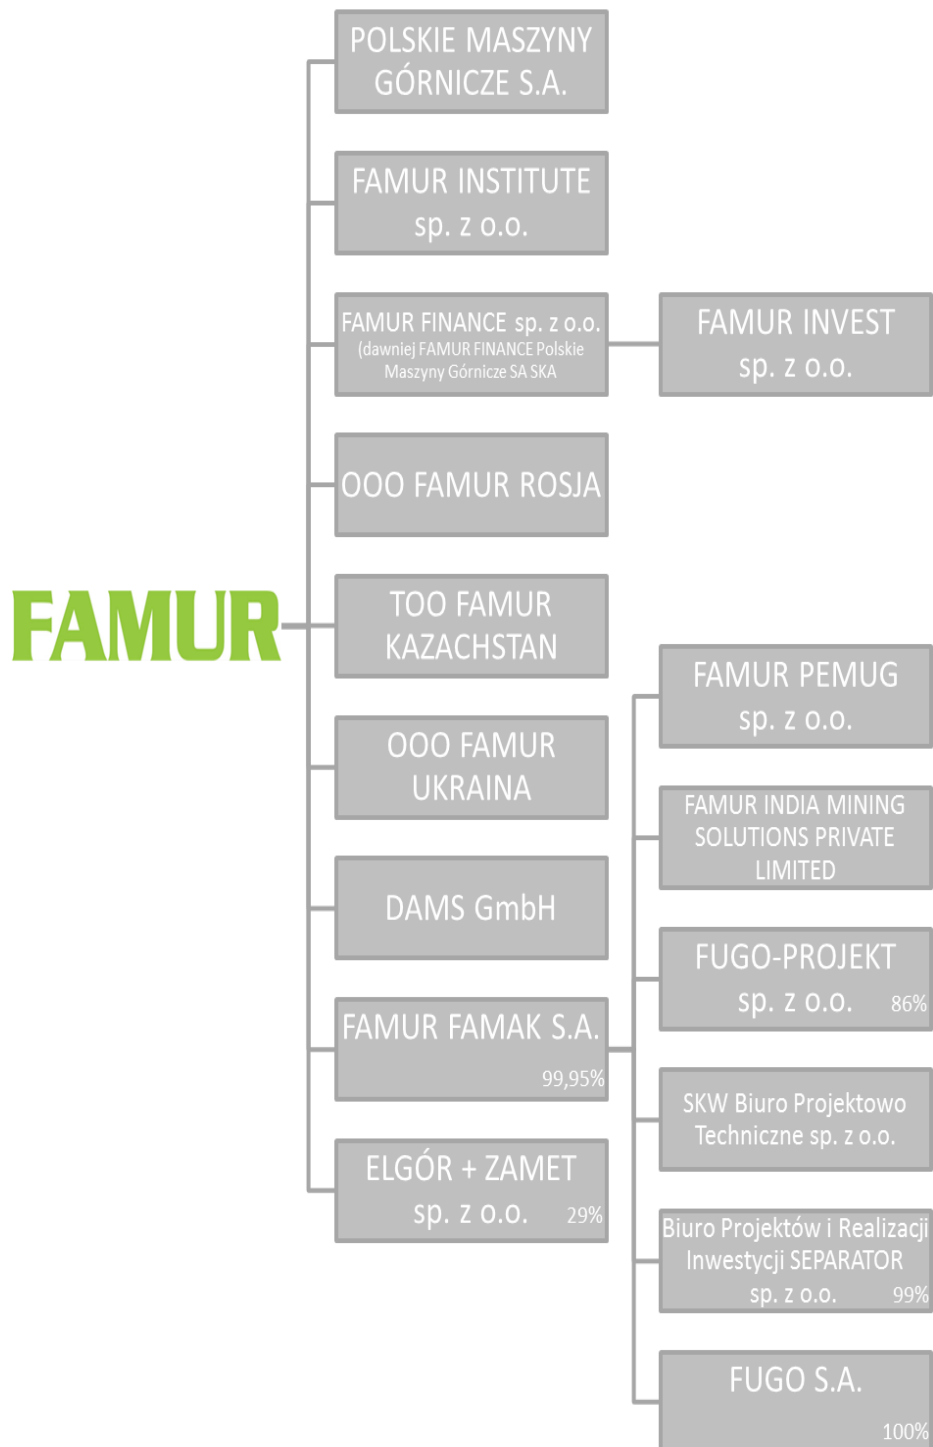 POLSKIE MASZYNY
GÓRNICZE S.A.
FAMUR INSTITUTE
sp. z o.o.
FAMUR FINANCE sp. z o.o.
(dawniej FAMUR FINANCE Polskie
Maszyny Górnicze SA SKA
FAMUR INVEST
sp. z o.o.
OOO FAMUR ROSJA
FAMUR
TOO FAMUR
KAZACHSTAN
OOO FAMUR
UKRAINA
DAMS GmbH
FAMUR FAMAK S.A.
99,95%
ELGÓR + ZAMET
sp. z o.o. 29%
FAMUR PEMUG
sp. z o.o.
FAMUR INDIA MINING
SOLUTIONS PRIVATE
LIMITED
FUGO-PROJEKT
sp. z o.o. 86%
SKW Biuro Projektowo
Techniczne sp. z o.o.
Biuro Projektów i Realizacji
Inwestycji SEPARATOR
sp. z o.o. 99%
FUGO S.A.
100%